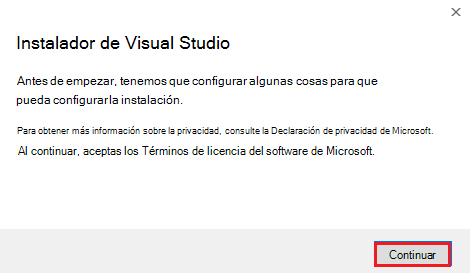 Instalador de Visual Studio
Antes de empezar, tenemos que configurar algunas cosas para que
pueda configurar la instalación.
Para obtener más información sobre la privacidad, consulte la Declaración de privacidad de Microsoft.
Al continuar, aceptas los Términos de licencia del software de Microsoft.
Continuar